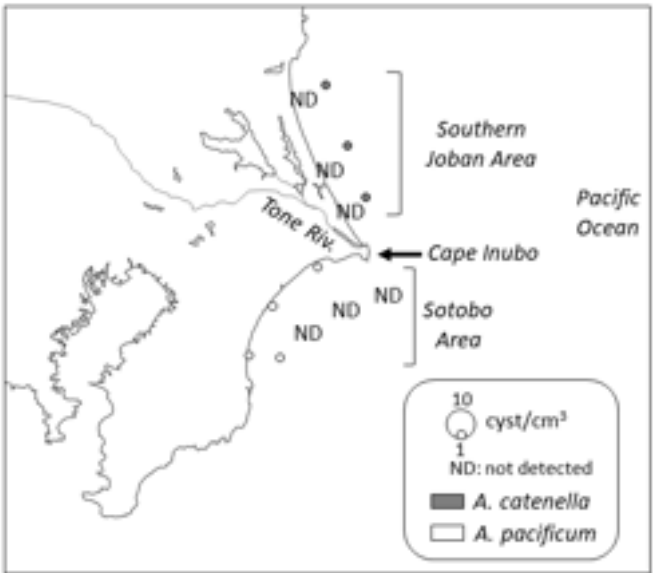 ND
Southern
Joban Area
ND
Pacific
Ocean
ND
Tone Riv.
Cape Inubo
ND
ND
Sotobo
Area
ND
10
cyst/cm³
1
ND: not detected
A. catenella
A. pacificum